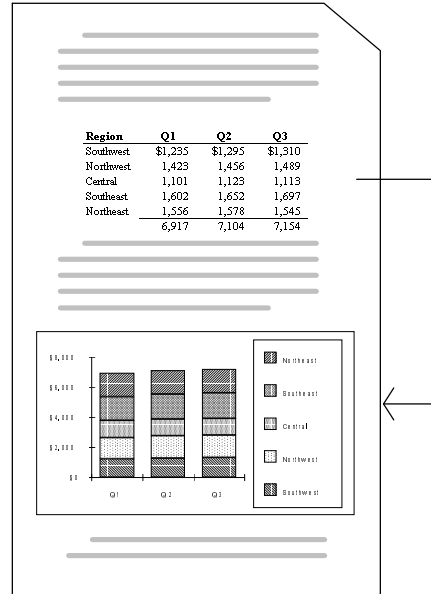 Region Q1 Q2 Q3
Southwest $1,235 $1,295 $1,310
Northwest 1,423 1,456 1,489
Central 1,101 1,123 1,113
Southeast 1,602 1,652 1,697
Northeast 1,556 1,578 1,545
6,917 7,104 7,154
$8,000
$6,000
$4,000
$2,000
$0
Q1 Q2 Q3
Northeast
Southeast
Central
Northwest
Southwest